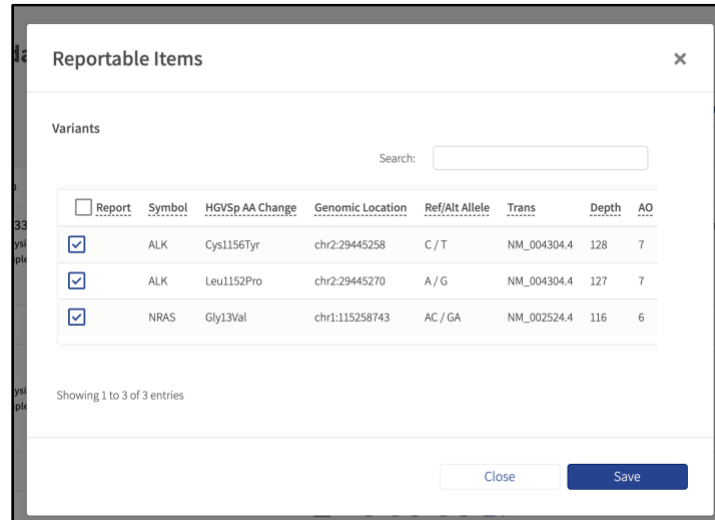 Reportable Items
×
Variants
Search:
Report Symbol HGVSp AA Change Genomic Location Ref/Alt Allele Trans Depth AO
ALK Cys1156Tyr chr2:29445258 C / T NM_004304.4 128 7
ALK Leu1152Pro chr2:29445270 A / G NM_004304.4 127 7
NRAS Gly13Val chr1:115258743 AC / GA NM_002524.4 116 6
Showing 1 to 3 of 3 entries
Close Save